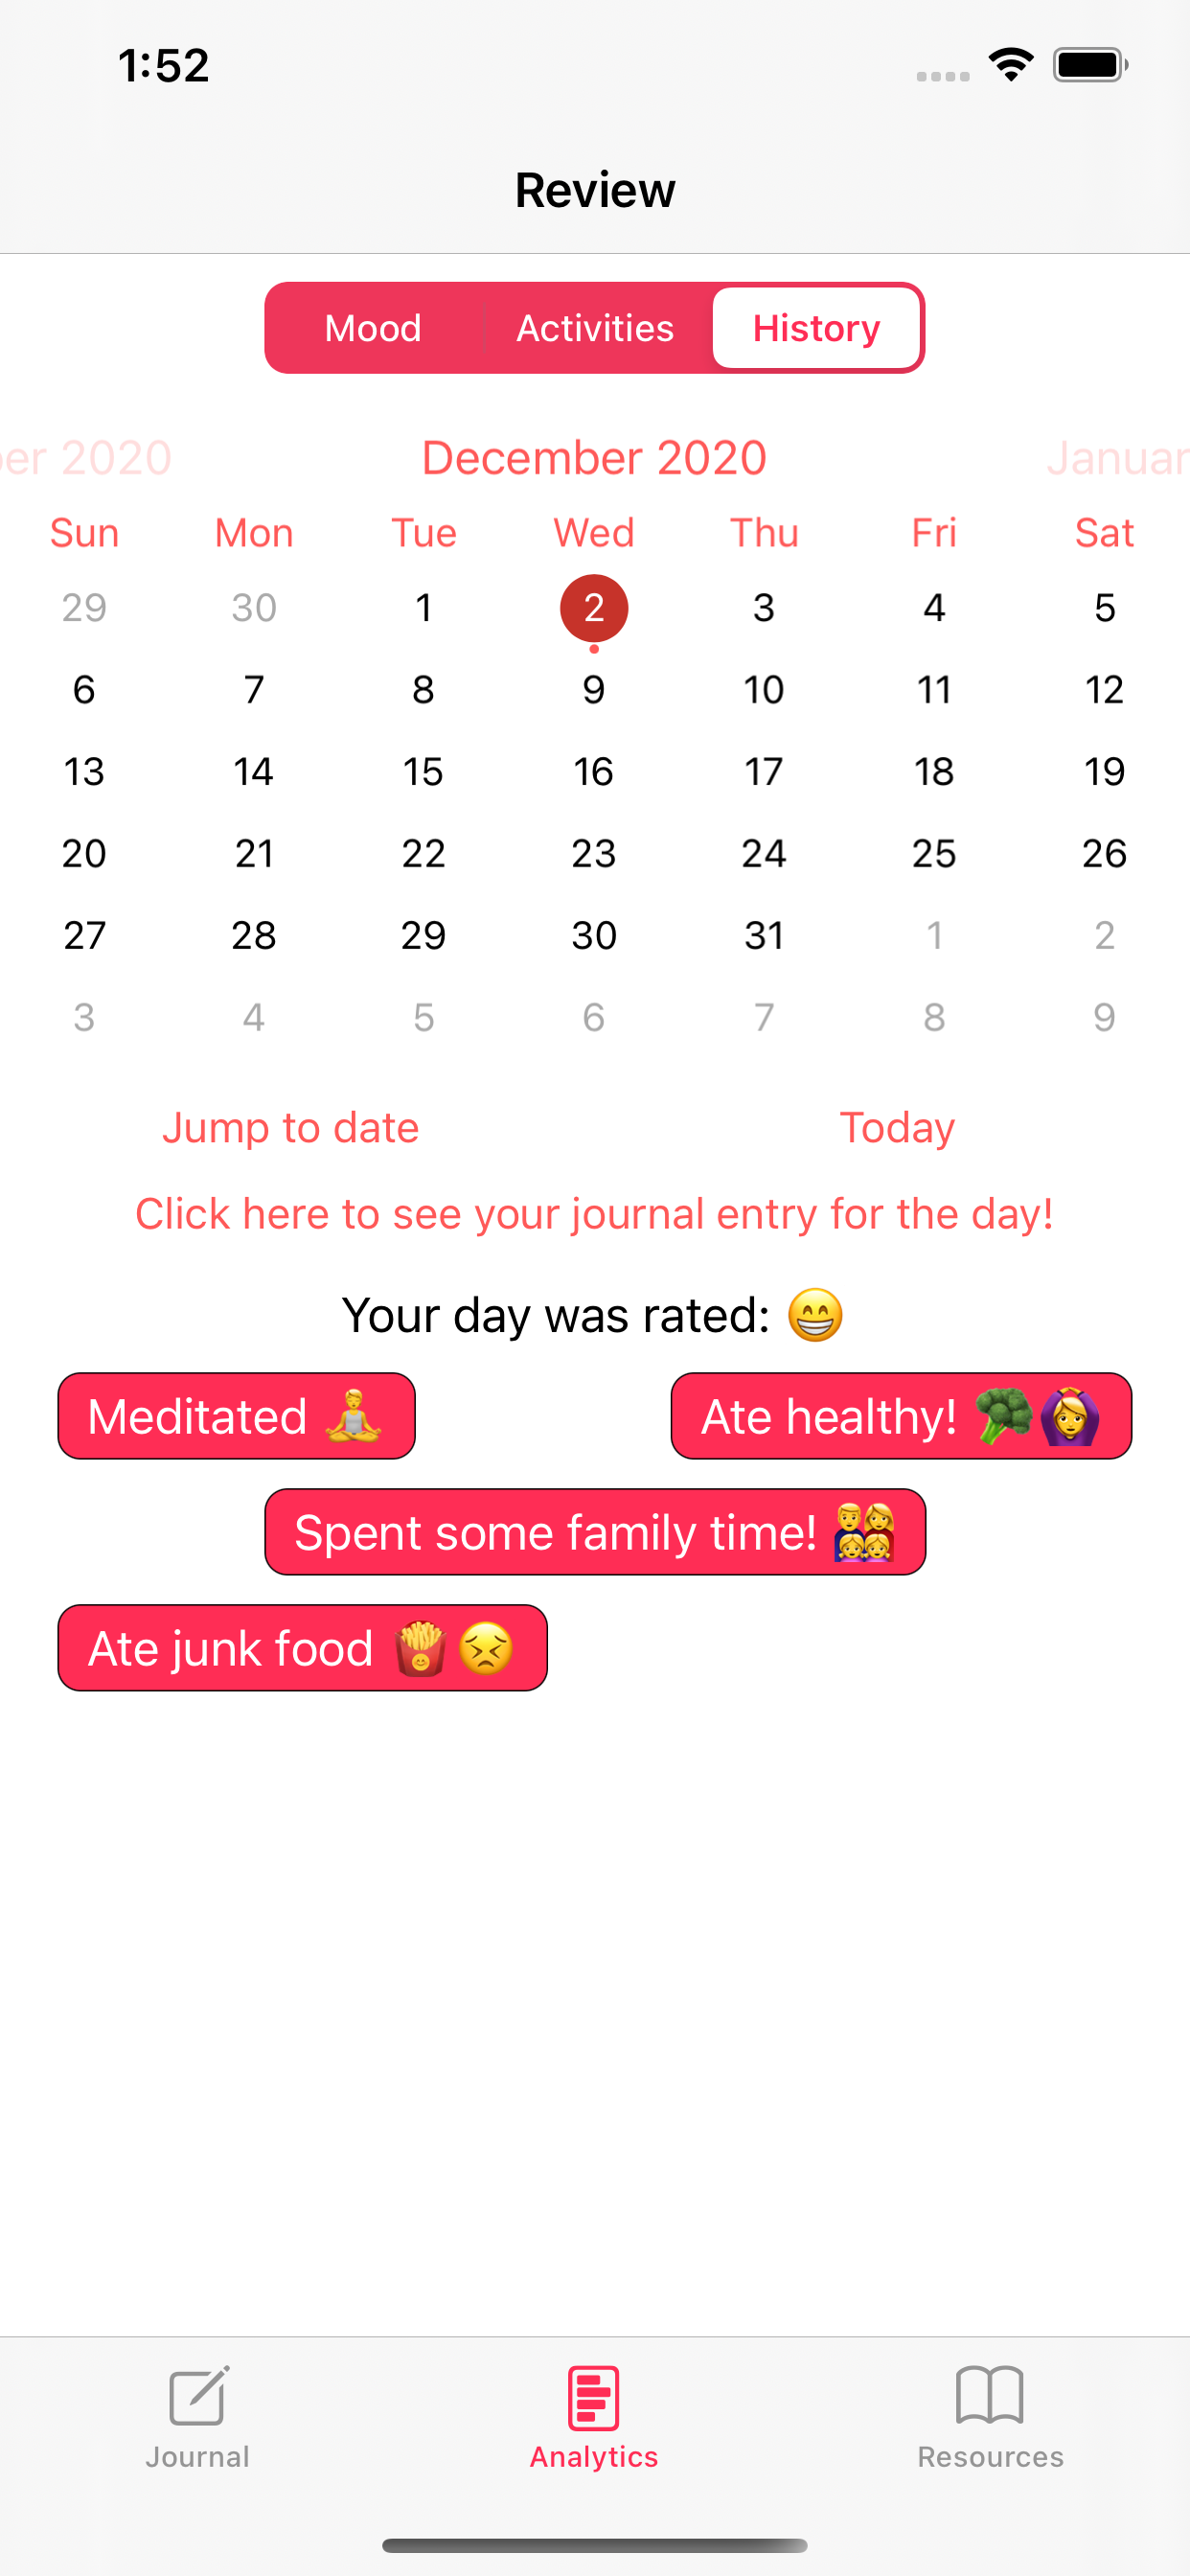 1:52
Review
Mood Activities History
er 2020 December 2020 Januar
Sun Mon Tue Wed Thu Fri Sat
29 30 1 2 3 4 5
6 7 8 9 10 11 12
13 14 15 16 17 18 19
20 21 22 23 24 25 26
27 28 29 30 31 1 2
3 4 5 6 7 8 9
Jump to date Today
Click here to see your journal entry for the day!
Your day was rated: 😁
Meditated 🧘 Ate healthy! 🥦🙆‍♀️
Spent some family time! 👨‍👩‍👧‍👧
Ate junk food 🍟😣
Journal Analytics Resources